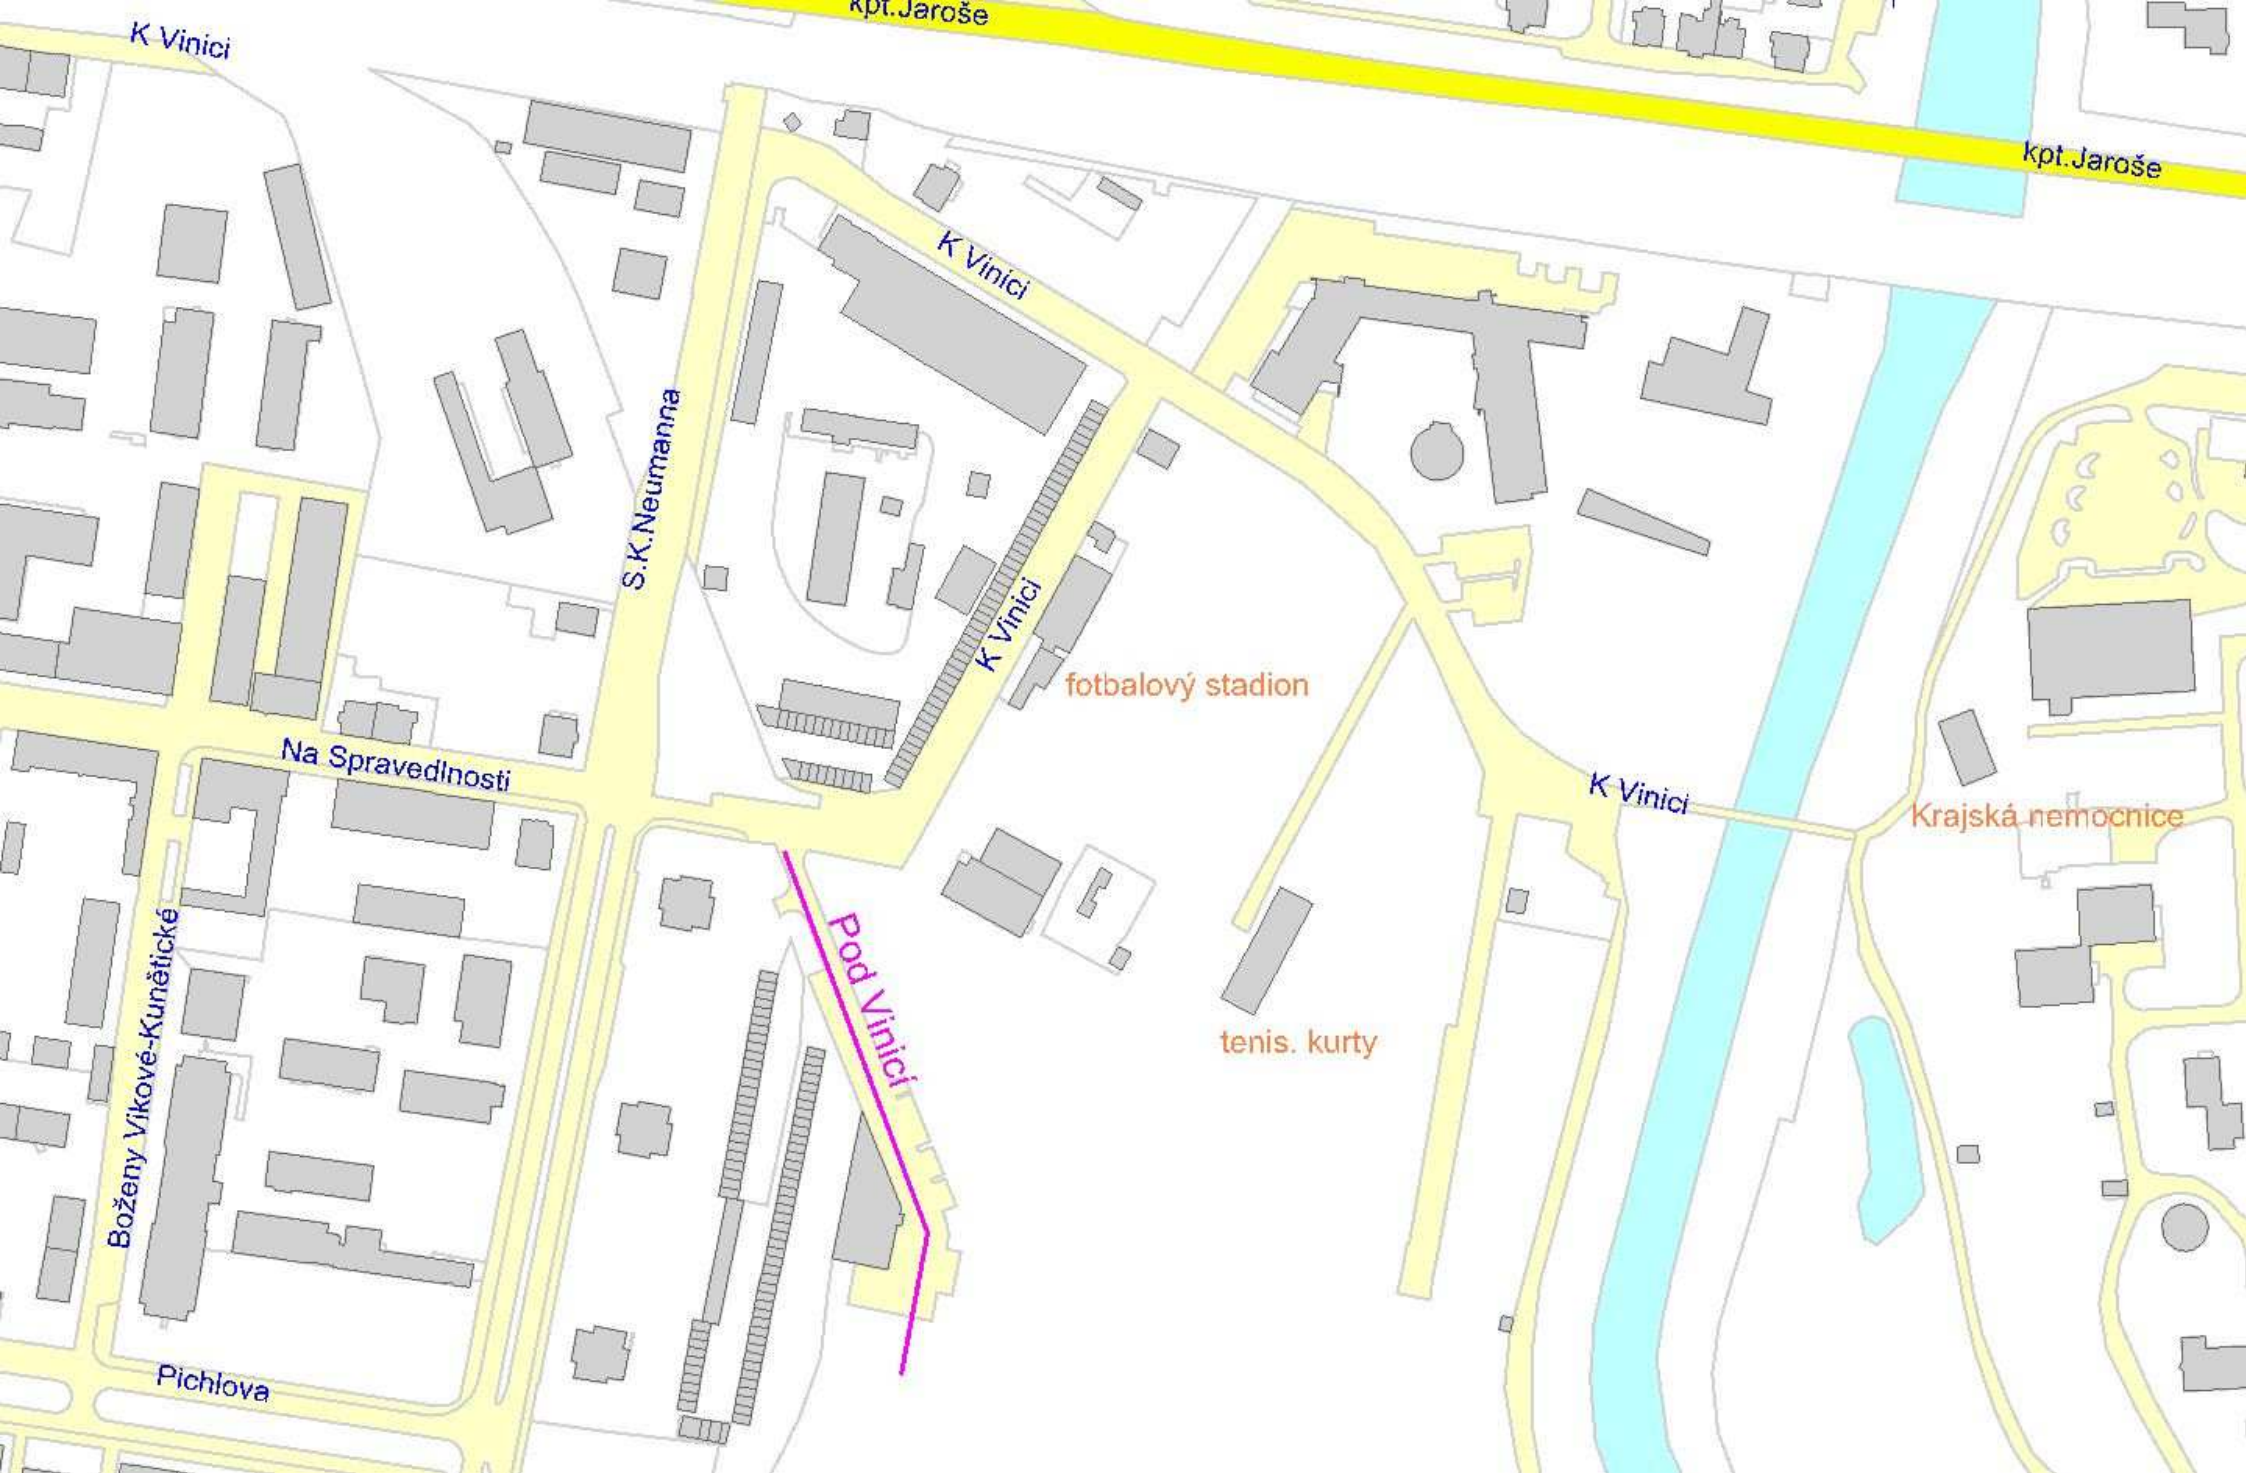 kpt.Jaroše
K Vinici
kpt.Jaroše
K Vinici
S.K.Neumanna
K Vinici
fotbalový stadion
Na Spravedlnosti
K Vinici
Krajská nemocnice
Pod Vinicí
Boženy Vikové-Kunětické
tenis. kurty
Pichlova